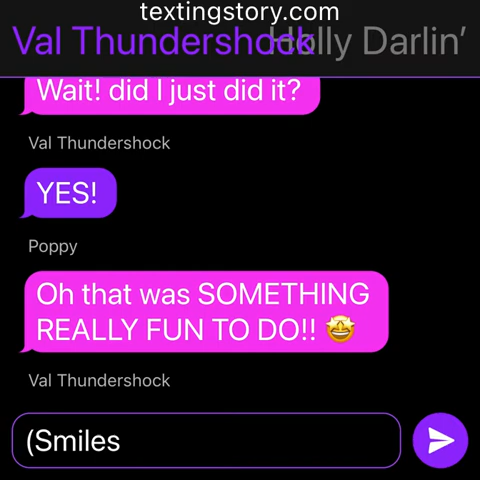 textingstory.com
Val Thundershock Holly Darlin’
Wait! did I just did it?
Val Thundershock
YES!
Poppy
Oh that was SOMETHING
REALLY FUN TO DO!! 🤩
Val Thundershock
(Smiles